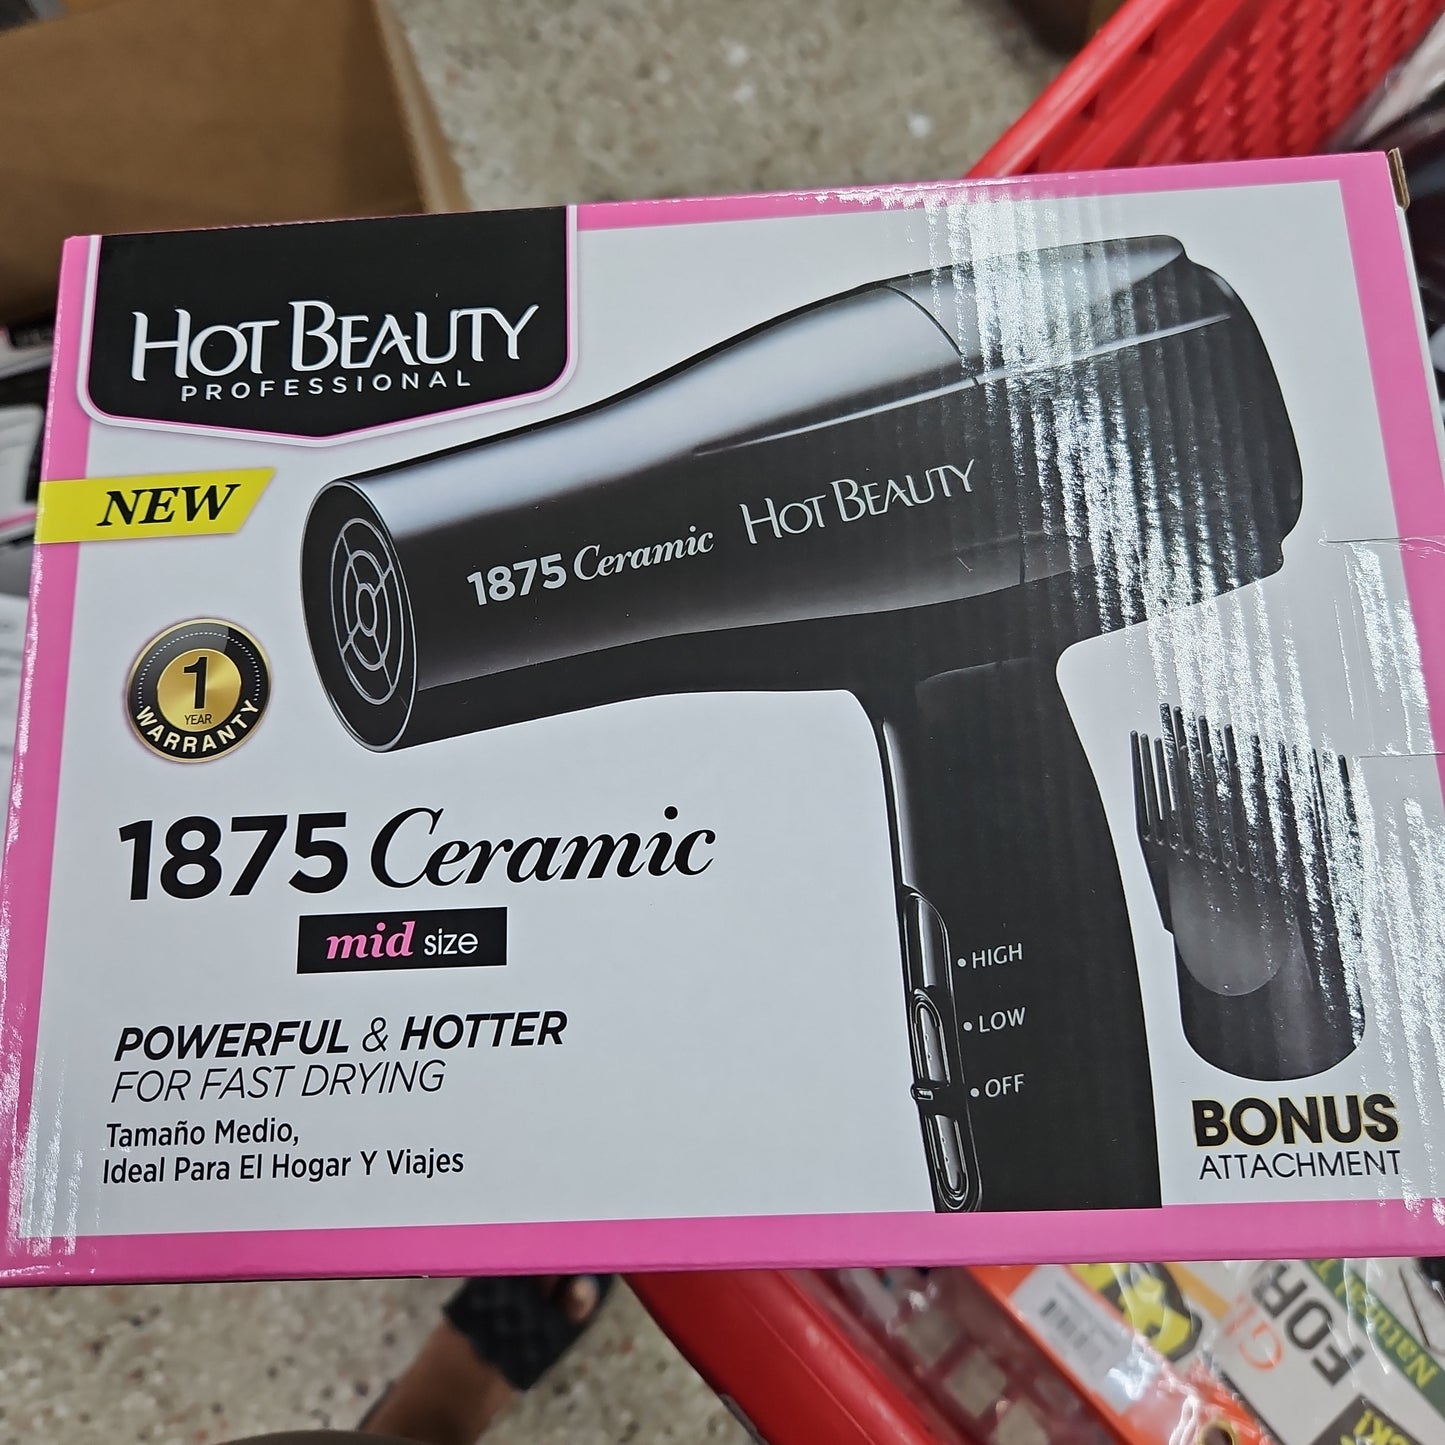 HOT BEAUTY
PROFESSIONAL
NEW
1875 Ceramic HOT BEAUTY
1
YEAR
WARRANTY
1875 Ceramic
mid size
POWERFUL & HOTTER
FOR FAST DRYING
Tamaño Medio,
Ideal Para El Hogar Y Viajes
• HIGH
• LOW
• OFF
BONUS
ATTACHMENT
FOR